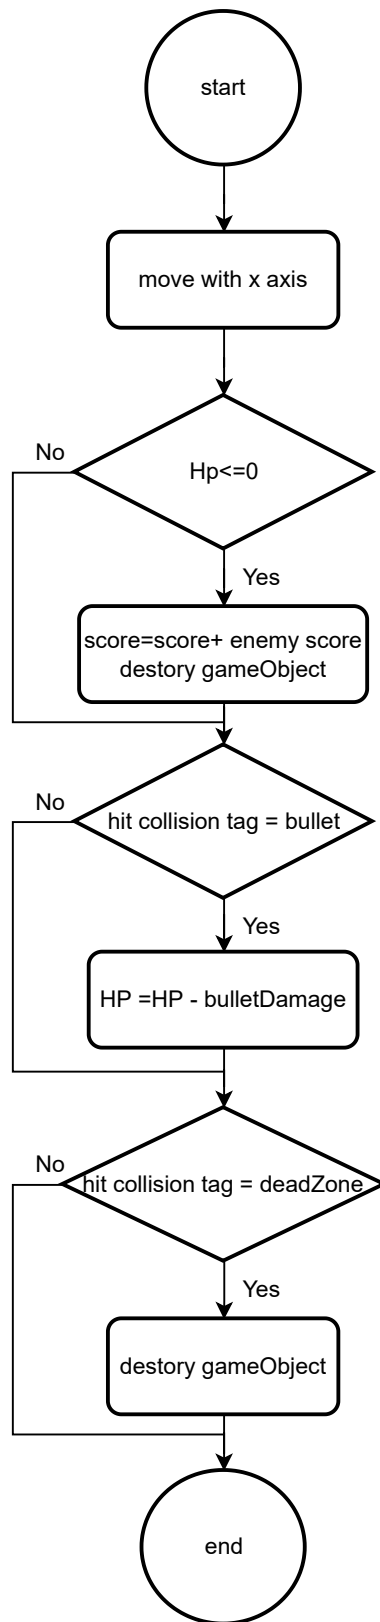 start
move with x axis
No
Hp<=0
Yes
score=score+ enemy score
destory gameObject
No
hit collision tag = bullet
Yes
HP =HP - bulletDamage
No
hit collision tag = deadZone
Yes
destory gameObject
end